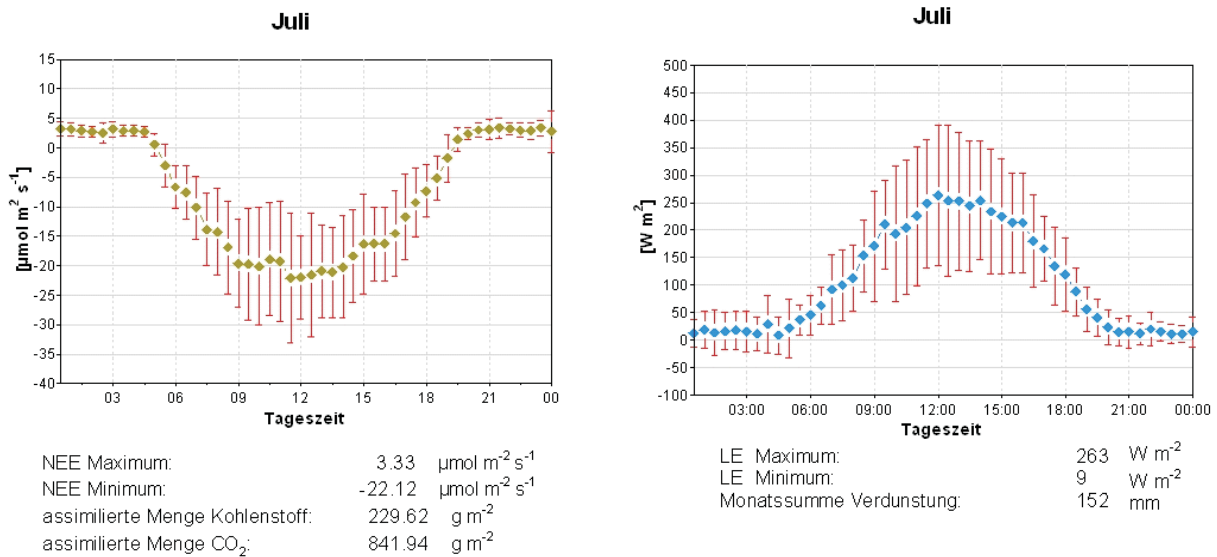 Juli
15
10
5
0
-5
-10
-15
-20
-25
-30
-35
-40
[µmol m² s⁻¹]
03 06 09 12 15 18 21 00
Tageszeit
NEE Maximum: 3.33 µmol m⁻² s⁻¹
NEE Minimum: -22.12 µmol m⁻² s⁻¹
assimilierte Menge Kohlenstoff: 229.62 g m⁻²
assimilierte Menge CO₂: 841.94 g m⁻²
Juli
500
450
400
350
300
250
200
150
100
50
0
-50
-100
[W m²]
03:00 06:00 09:00 12:00 15:00 18:00 21:00 00:00
Tageszeit
LE Maximum: 263 W m⁻²
LE Minimum: 9 W m⁻²
Monatssumme Verdunstung: 152 mm